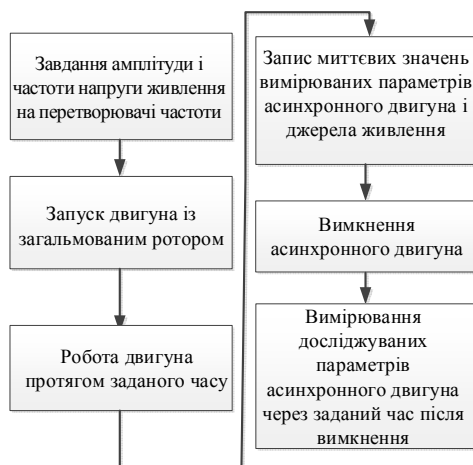 Завдання амплітуди і
частоти напруги живлення
на перетворювачі частоти
Запуск двигуна із
загальмованим ротором
Робота двигуна
протягом заданого часу
Запис миттєвих значень
вимірюваних параметрів
асинхронного двигуна і
джерела живлення
Вимкнення
асинхронного двигуна
Вимірювання
досліджуваних
параметрів
асинхронного двигуна
через заданий час після
вимкнення